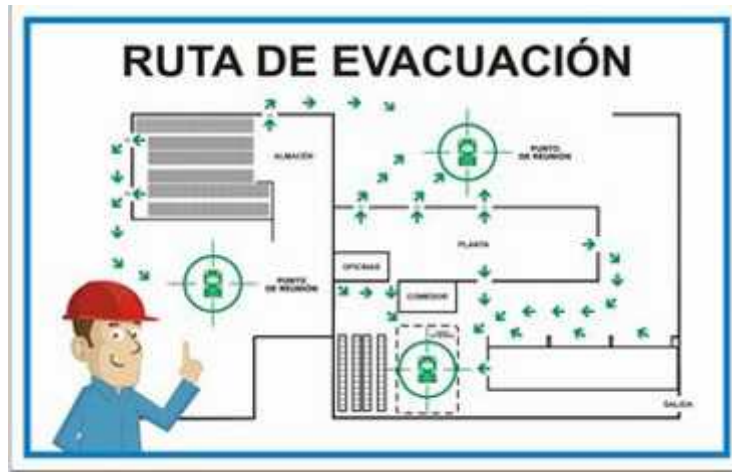 RUTA DE EVACUACIÓN
ALMACÉN
PUNTO
DE REUNIÓN
PLANTA
OFICINAS
COMEDOR
PUNTO
DE REUNIÓN
SALIDA